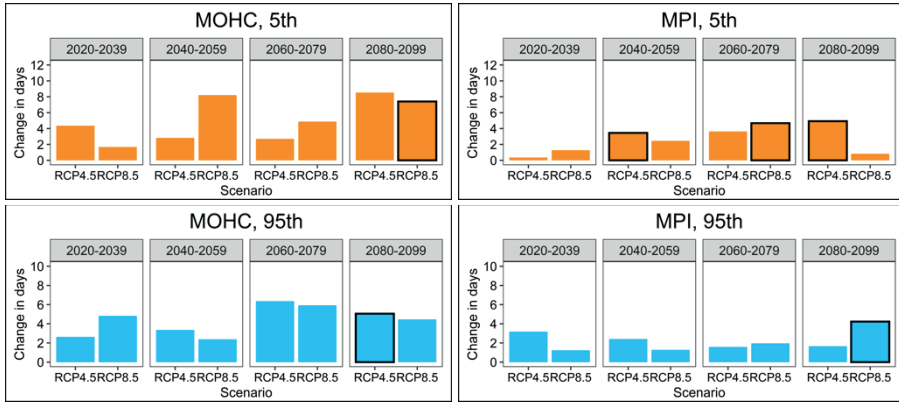 MOHC, 5th
2020-2039 2040-2059 2060-2079 2080-2099
Change in days
12
10
8
6
4
2
0
RCP4.5RCP8.5 RCP4.5RCP8.5 RCP4.5RCP8.5 RCP4.5RCP8.5
Scenario
MPI, 5th
2020-2039 2040-2059 2060-2079 2080-2099
Change in days
12
10
8
6
4
2
0
RCP4.5RCP8.5 RCP4.5RCP8.5 RCP4.5RCP8.5 RCP4.5RCP8.5
Scenario
MOHC, 95th
2020-2039 2040-2059 2060-2079 2080-2099
Change in days
10
8
6
4
2
0
RCP4.5RCP8.5 RCP4.5RCP8.5 RCP4.5RCP8.5 RCP4.5RCP8.5
Scenario
MPI, 95th
2020-2039 2040-2059 2060-2079 2080-2099
Change in days
10
8
6
4
2
0
RCP4.5RCP8.5 RCP4.5RCP8.5 RCP4.5RCP8.5 RCP4.5RCP8.5
Scenario